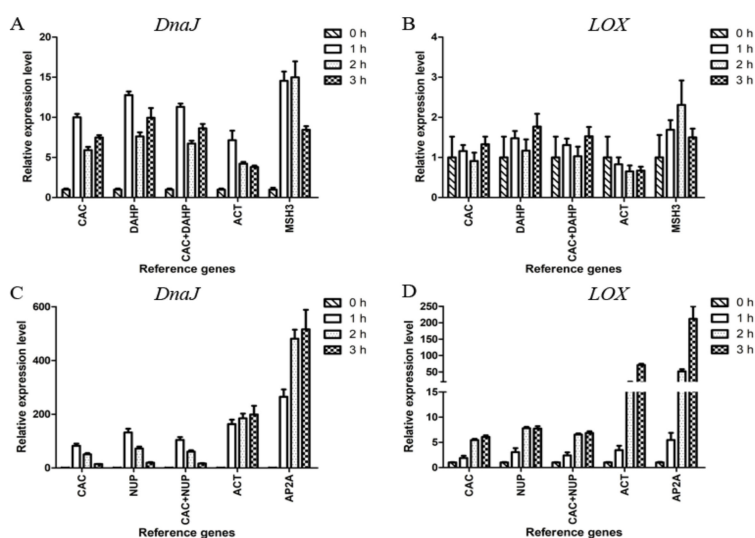 A
DnaJ
Relative expression level
20
15
10
5
0
CAC
DAHP
CAC+DAHP
ACT
MSH3
Reference genes
0 h
1 h
2 h
3 h
B
LOX
Relative expression level
4
3
2
1
0
CAC
DAHP
CAC+DAHP
ACT
MSH3
Reference genes
0 h
1 h
2 h
3 h
C
DnaJ
Relative expression level
600
400
200
0
CAC
NUP
CAC+NUP
ACT
AP2A
Reference genes
0 h
1 h
2 h
3 h
D
LOX
Relative expression level
250
200
150
100
50
10
5
0
CAC
NUP
CAC+NUP
ACT
AP2A
Reference genes
0 h
1 h
2 h
3 h